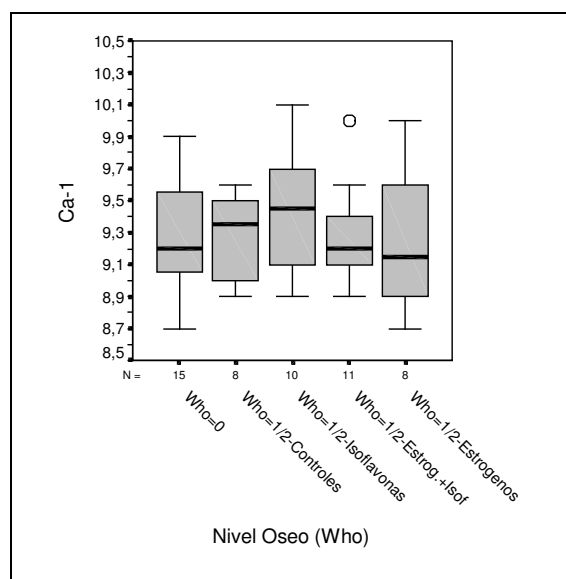 10,5
10,3
10,1
9,9
9,7
9,5
9,3
9,1
8,9
8,7
8,5
Ca-1
N =
15
8
10
11
8
Who=0
Who=1/2-Controles
Who=1/2-Isoflavonas
Who=1/2-Estrog.+Isof
Who=1/2-Estrogenos
Nivel Oseo (Who)